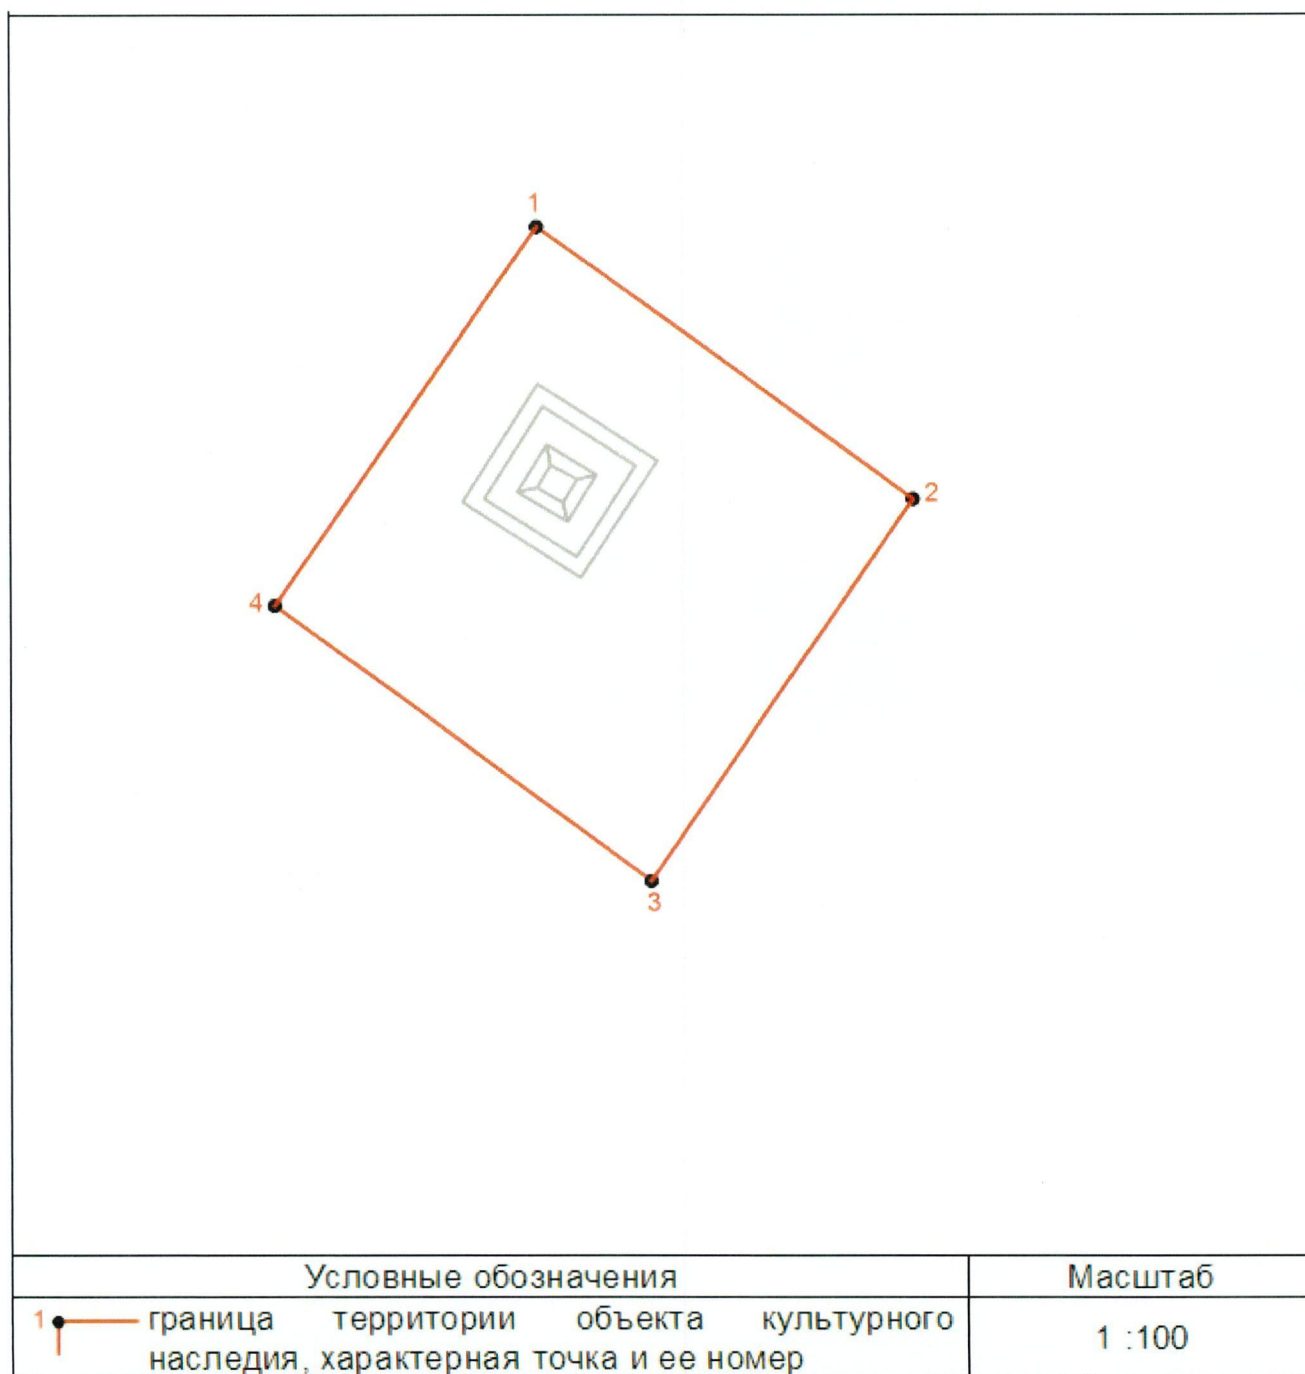 1
2
4
3
Условные обозначения
Масштаб
1
граница территории объекта культурного
наследия, характерная точка и ее номер
1 :100